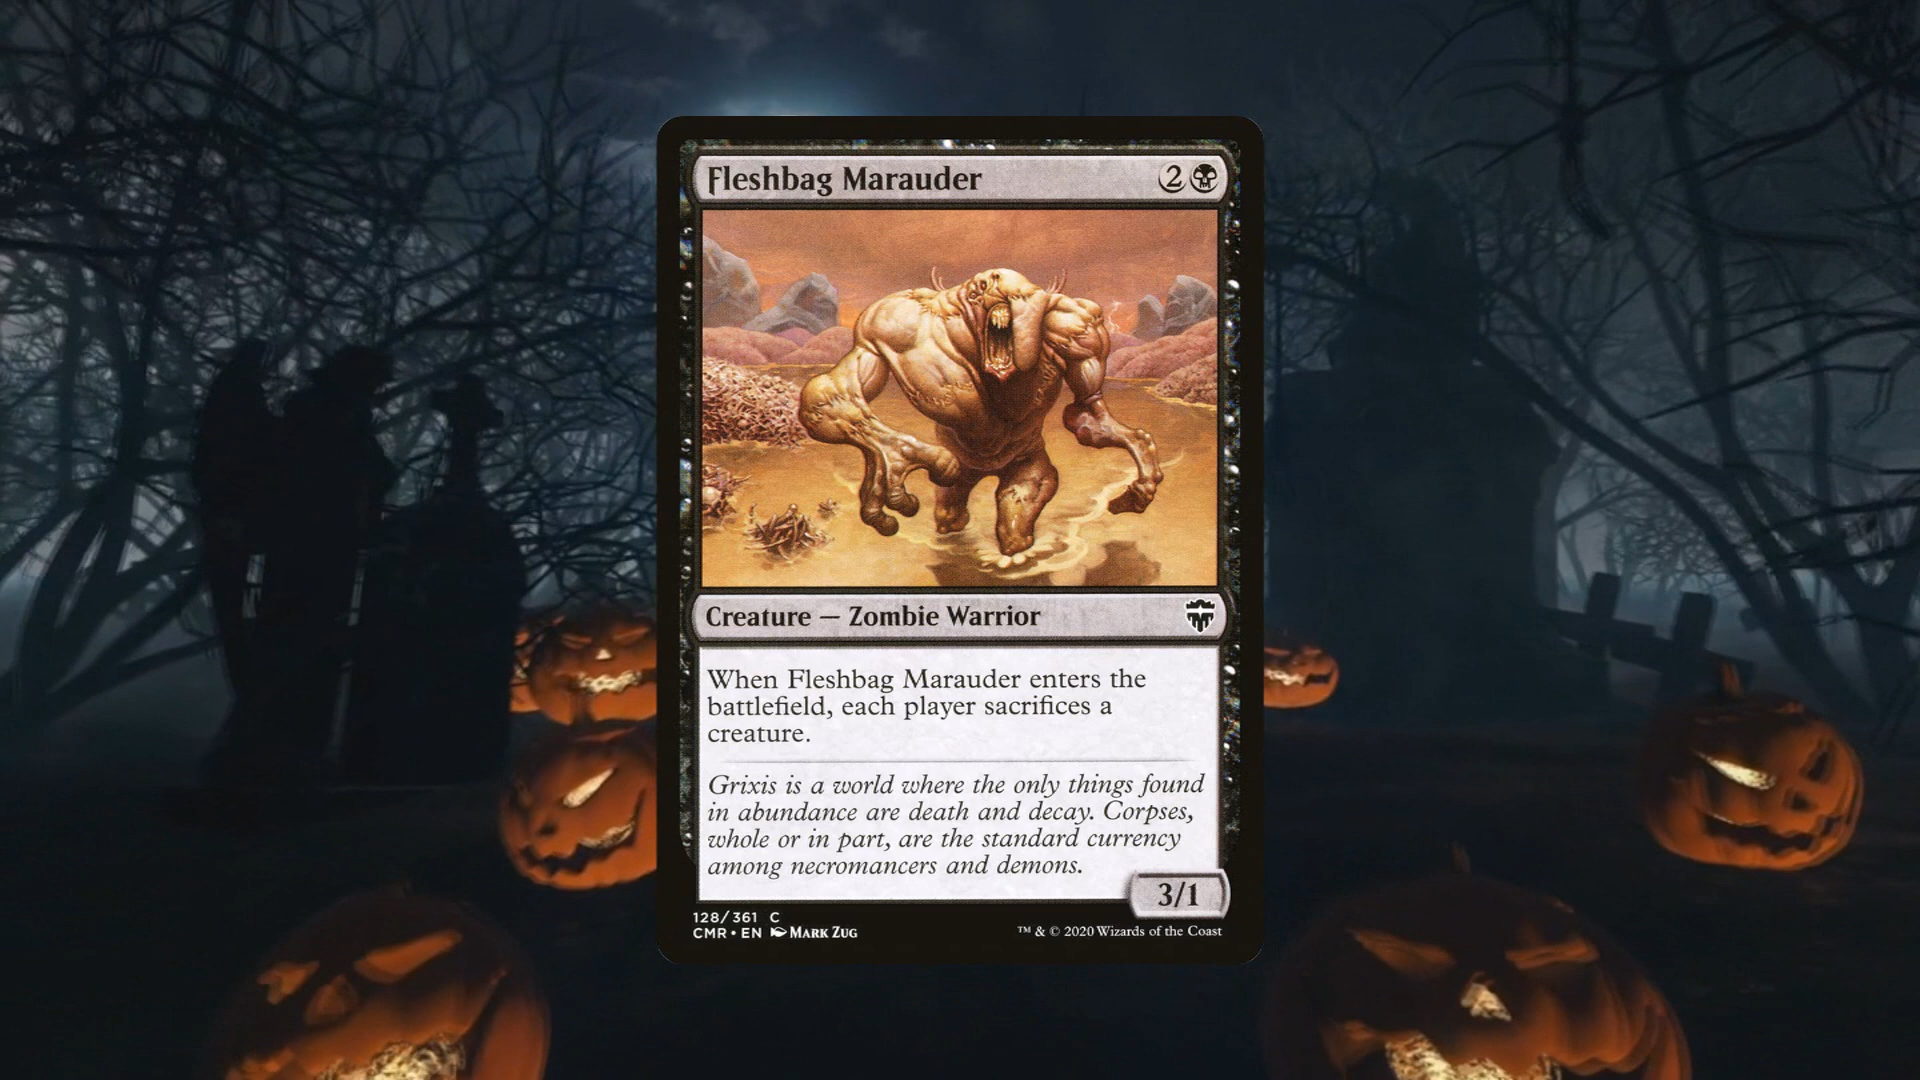 Fleshbag Marauder 2
Creature — Zombie Warrior
When Fleshbag Marauder enters the
battlefield, each player sacrifices a
creature.
Grixis is a world where the only things found
in abundance are death and decay. Corpses,
whole or in part, are the standard currency
among necromancers and demons.
3/1
128/361 C
CMR • EN Mark Zug
™ & © 2020 Wizards of the Coast